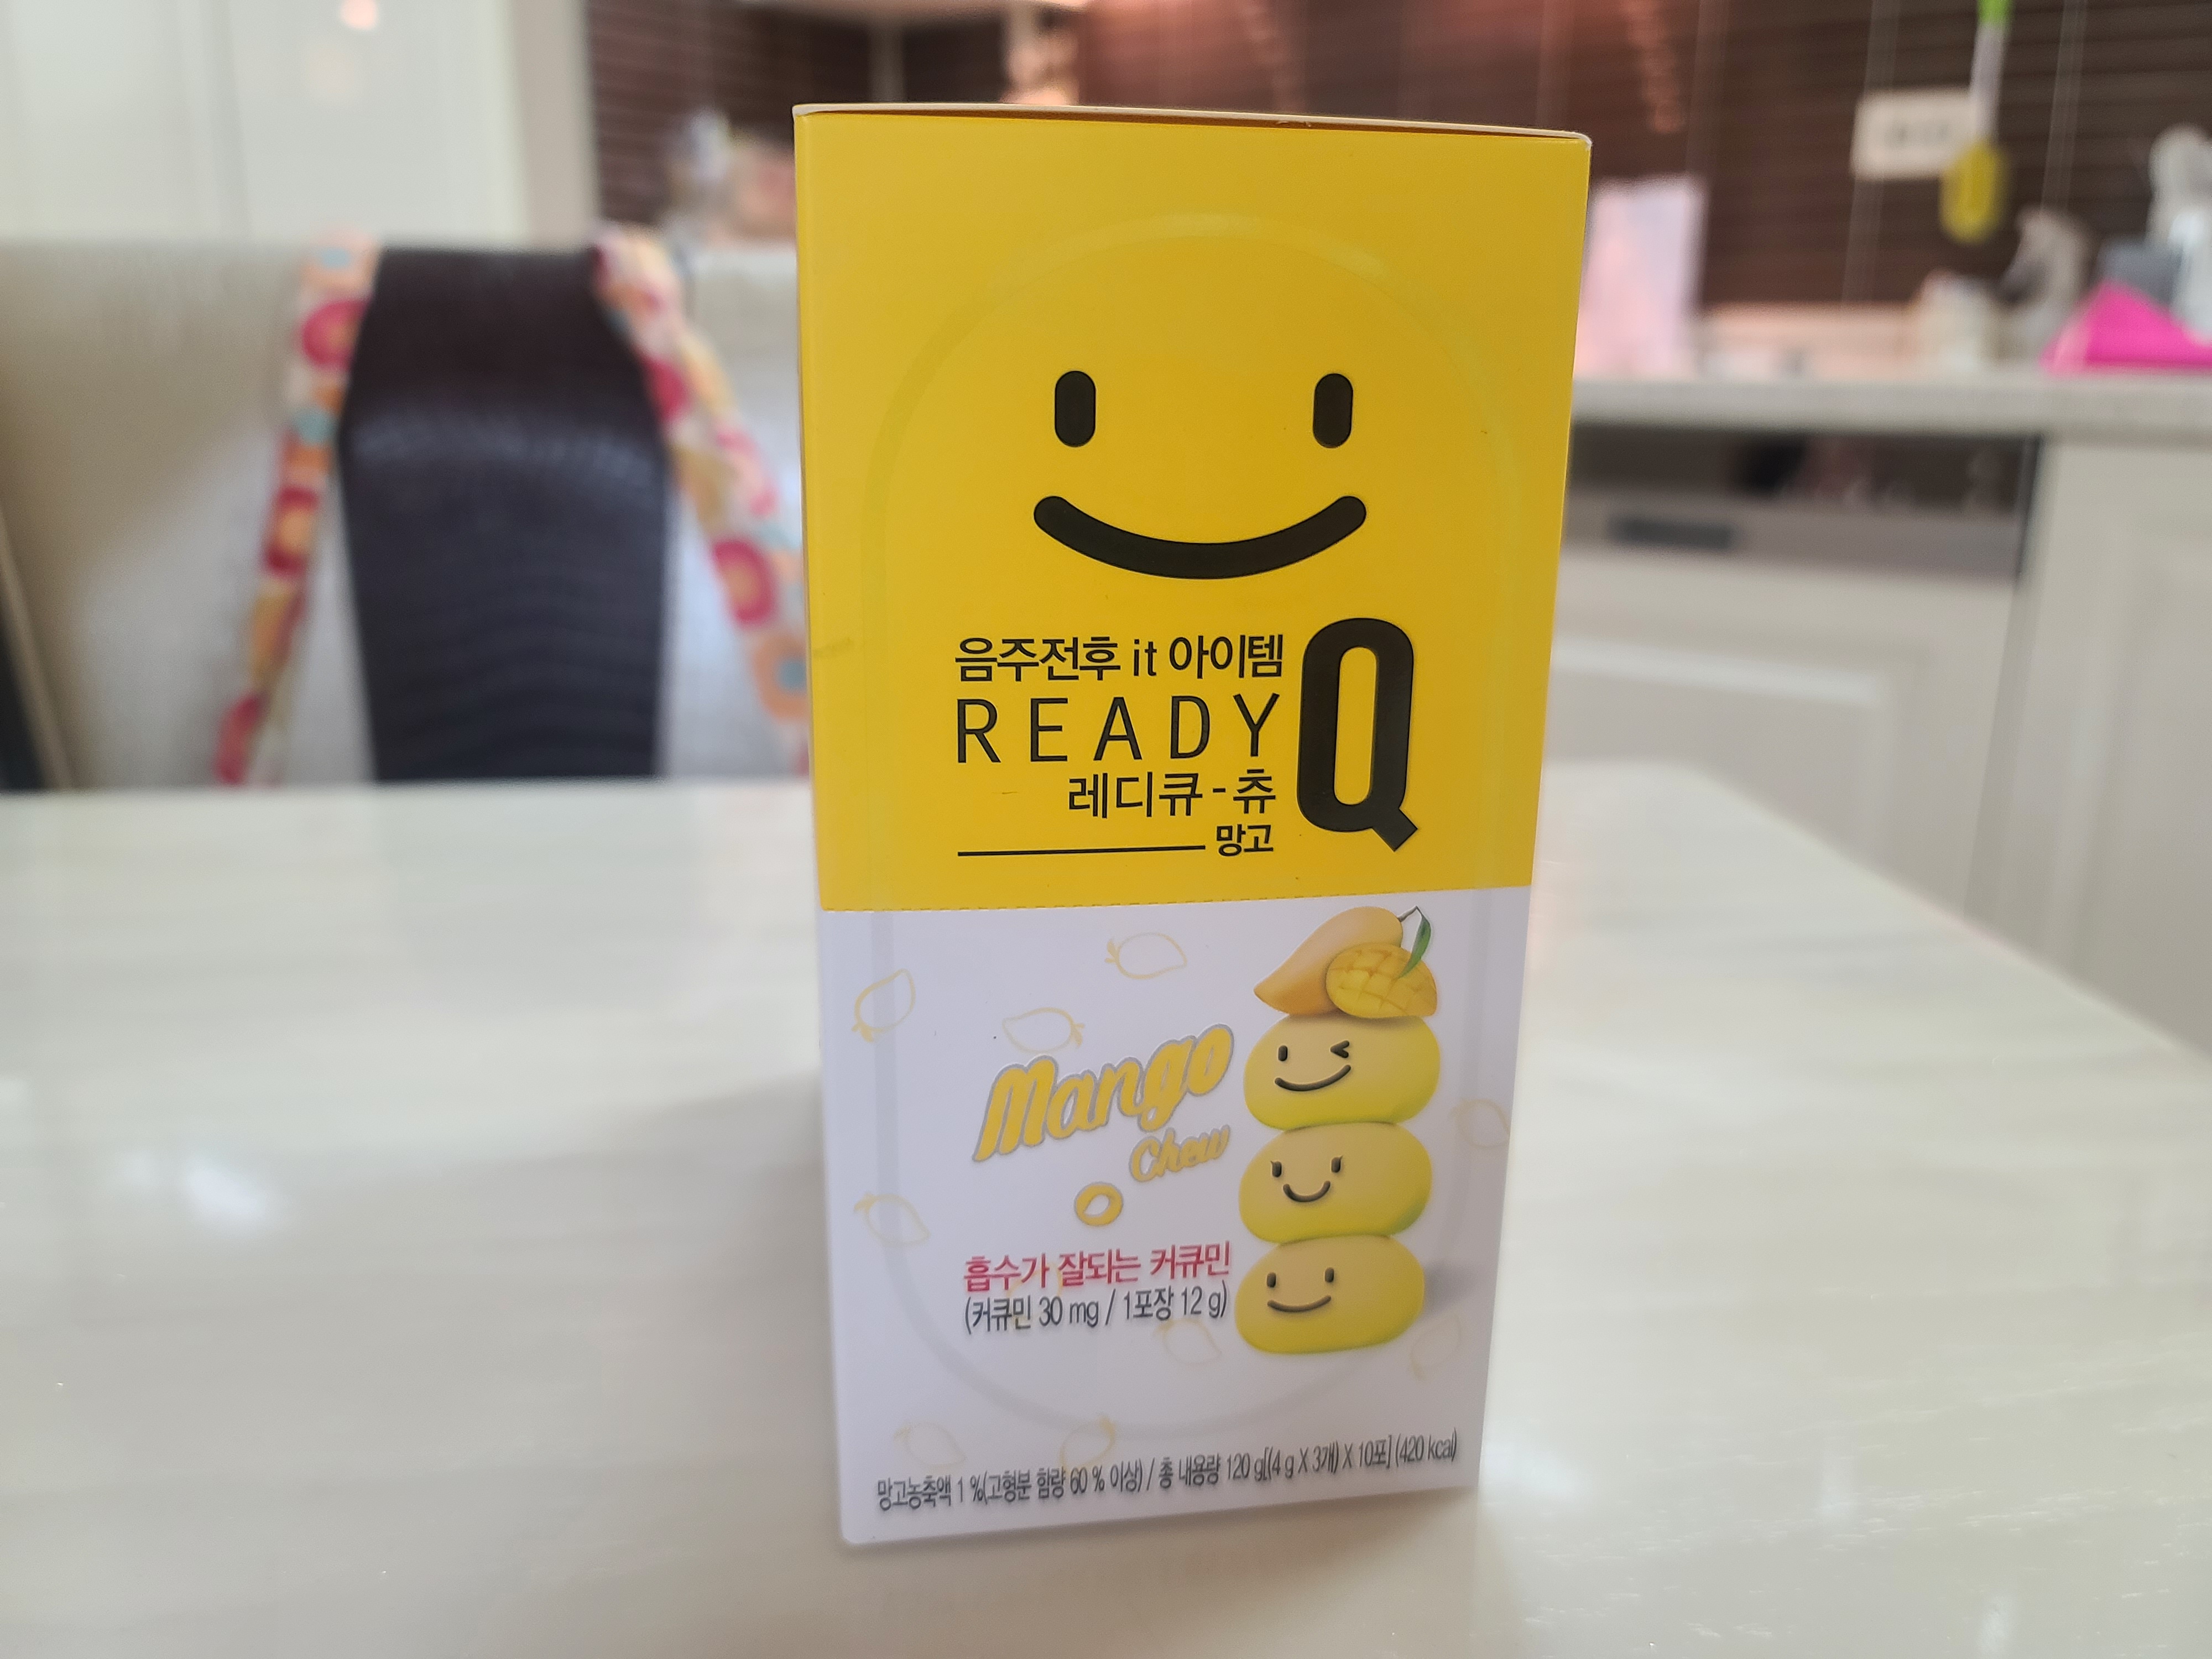 음주전후 it 아이템
READY Q
레디큐-츄
망고
Mango
Chew
흡수가 잘되는 커큐민
(커큐민 30 mg / 1포장 12 g)
망고농축액 1 %(고형분 함량 60 % 이상) / 총 내용량 120 g[(4 g X 3개) X 10포] (420 kcal)